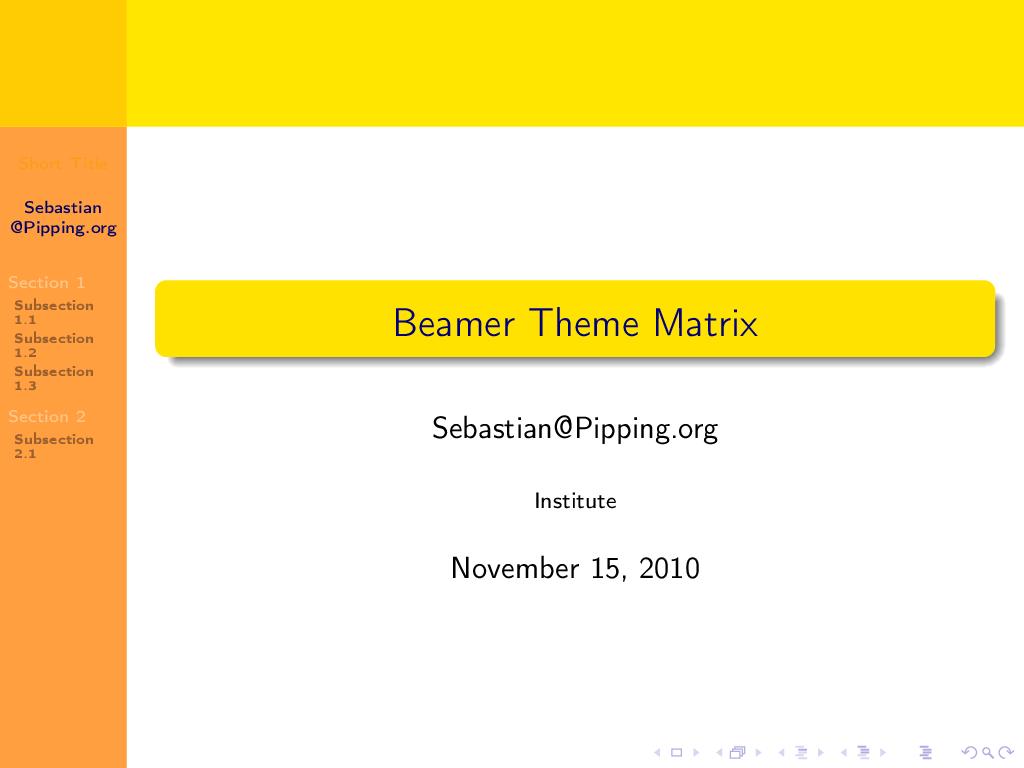 Short Title
Sebastian
@Pipping.org
Section 1
Subsection
1.1
Subsection
1.2
Subsection
1.3
Section 2
Subsection
2.1
Beamer Theme Matrix
Sebastian@Pipping.org
Institute
November 15, 2010